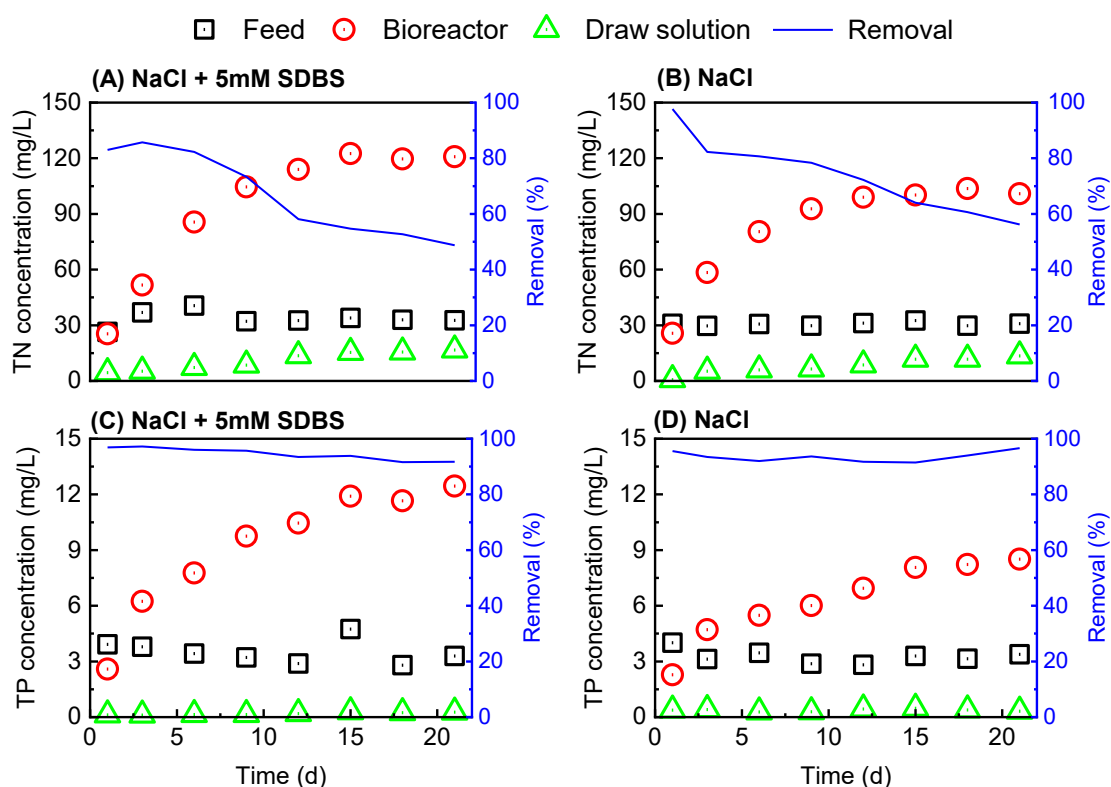 Feed Bioreactor Draw solution Removal
(A) NaCl + 5mM SDBS
(B) NaCl
TN concentration (mg/L)
150
120
90
60
30
0
100
80
60
40
20
0
Removal (%)
TN concentration (mg/L)
150
120
90
60
30
0
100
80
60
40
20
0
Removal (%)
(C) NaCl + 5mM SDBS
(D) NaCl
TP concentration (mg/L)
15
12
9
6
3
0
100
80
60
40
20
0
Removal (%)
0 5 10 15 20
Time (d)
TP concentration (mg/L)
15
12
9
6
3
0
100
80
60
40
20
0
Removal (%)
0 5 10 15 20
Time (d)